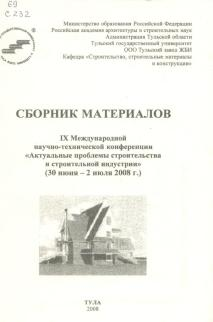 69
С 232
Министерство образования Российской Федерации
Российская академия архитектуры и строительных наук
Администрация Тульской области
Тульский государственный университет
ООО Тульский завод ЖБИ
Кафедра «Строительство, строительные материалы
и конструкции»
СБОРНИК МАТЕРИАЛОВ
IX Международной
научно-технической конференции
«Актуальные проблемы строительства
и строительной индустрии»
(30 июня – 2 июля 2008 г.)
ТУЛА
2008